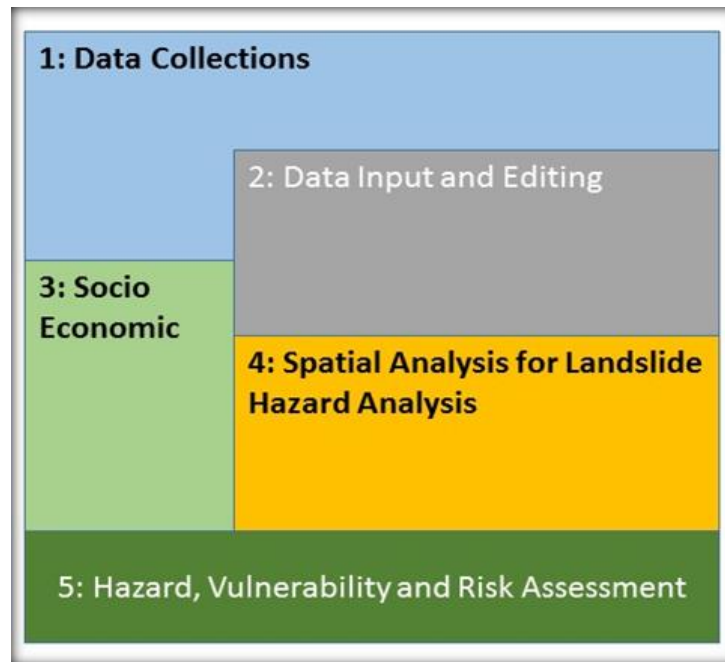 1: Data Collections
2: Data Input and Editing
3: Socio
Economic
4: Spatial Analysis for Landslide
Hazard Analysis
5: Hazard, Vulnerability and Risk Assessment